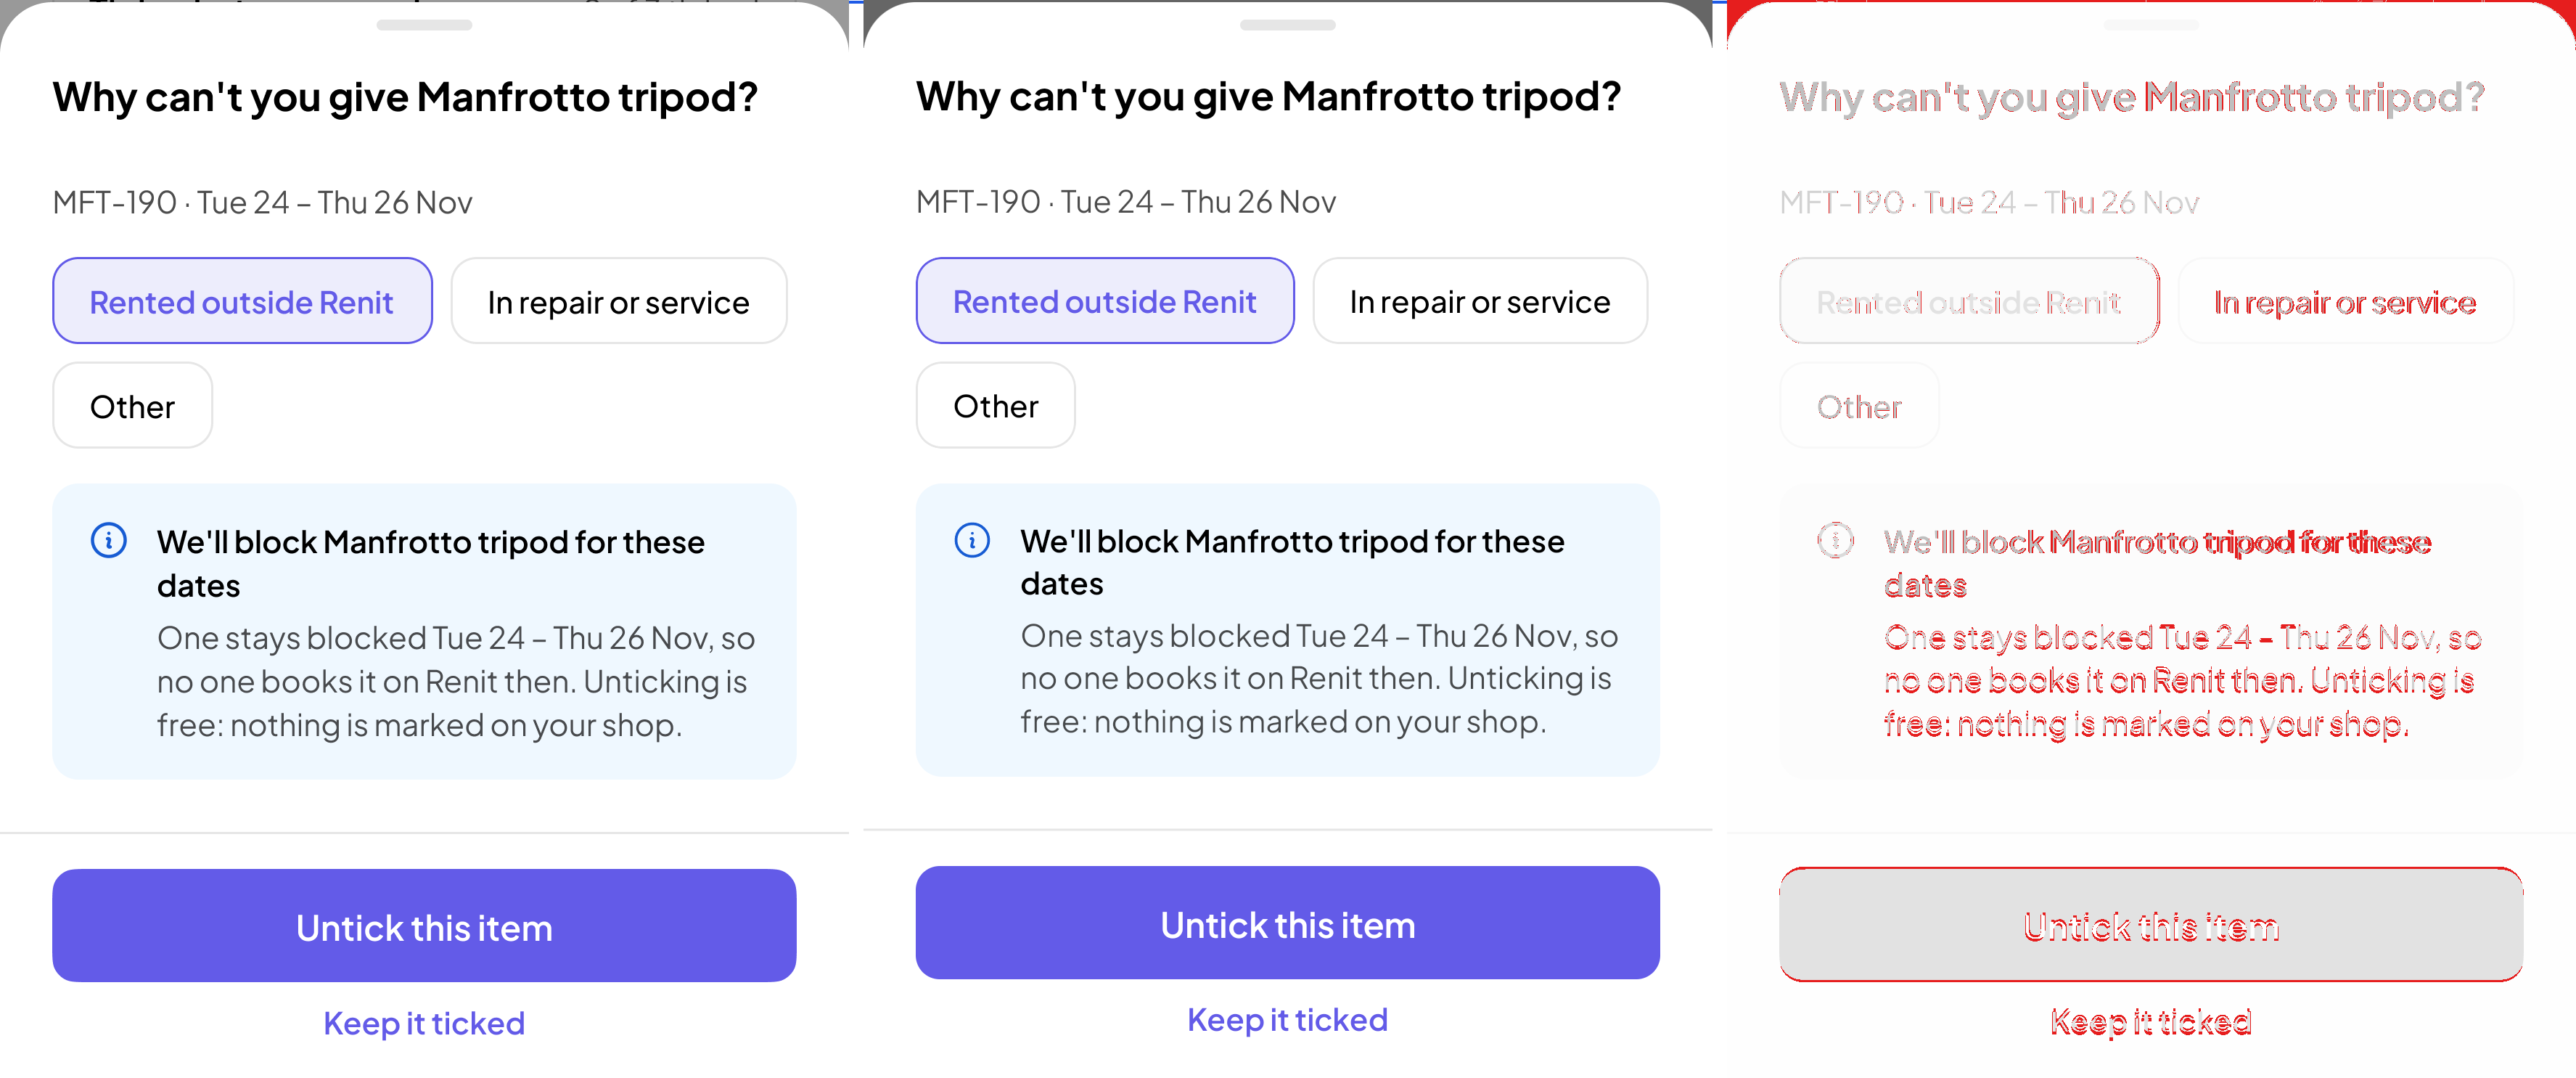 Why can't you give Manfrotto tripod?
MFT-190 · Tue 24 – Thu 26 Nov
Rented outside Renit
In repair or service
Other
We'll block Manfrotto tripod for these
dates
One stays blocked Tue 24 – Thu 26 Nov, so
no one books it on Renit then. Unticking is
free: nothing is marked on your shop.
Untick this item
Keep it ticked
Why can't you give Manfrotto tripod?
MFT-190 · Tue 24 – Thu 26 Nov
Rented outside Renit
In repair or service
Other
We'll block Manfrotto tripod for these
dates
One stays blocked Tue 24 – Thu 26 Nov, so
no one books it on Renit then. Unticking is
free: nothing is marked on your shop.
Untick this item
Keep it ticked
Why can't you give Manfrotto tripod?
MFT-190 · Tue 24 – Thu 26 Nov
Rented outside Renit
In repair or service
Other
We'll block Manfrotto tripod for these
dates
One stays blocked Tue 24 – Thu 26 Nov, so
no one books it on Renit then. Unticking is
free: nothing is marked on your shop.
Untick this item
Keep it ticked